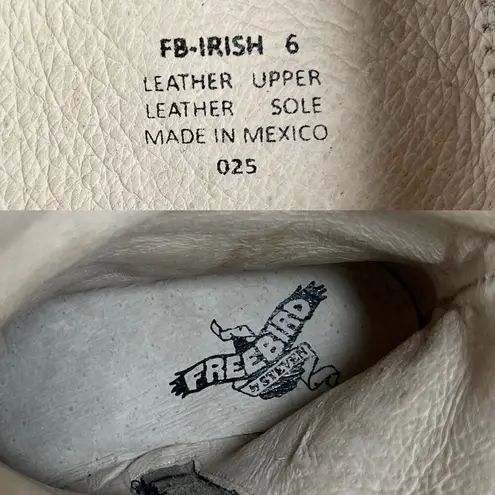 FB-IRISH 6
LEATHER UPPER
LEATHER SOLE
MADE IN MEXICO
025
FREEBIRD
by STEVEN